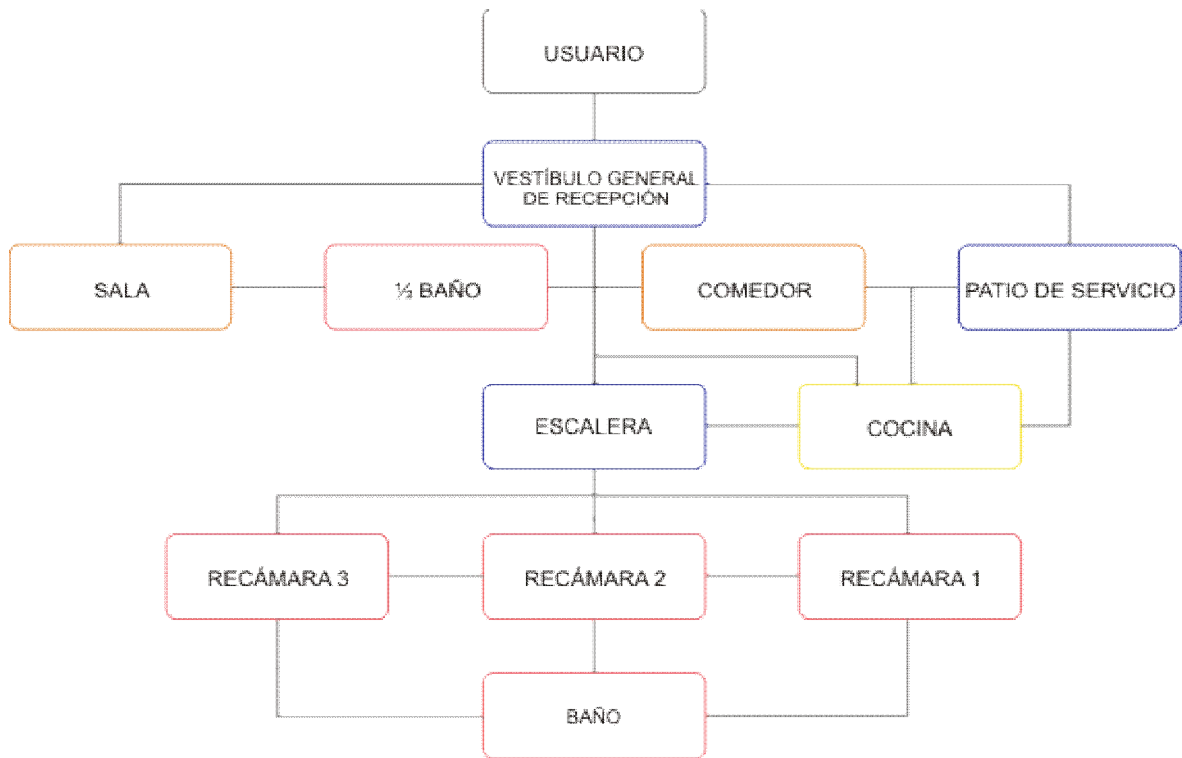 USUARIO
VESTÍBULO GENERAL
DE RECEPCIÓN
SALA
½ BAÑO
COMEDOR
PATIO DE SERVICIO
ESCALERA
COCINA
RECÁMARA 3
RECÁMARA 2
RECÁMARA 1
BAÑO